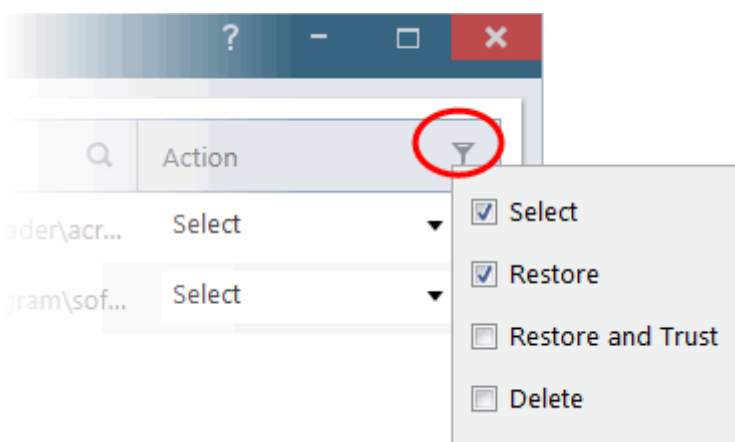 ?
Action
ader\acr... Select
Select
Restore
gram\sof... Select
Restore and Trust
Delete